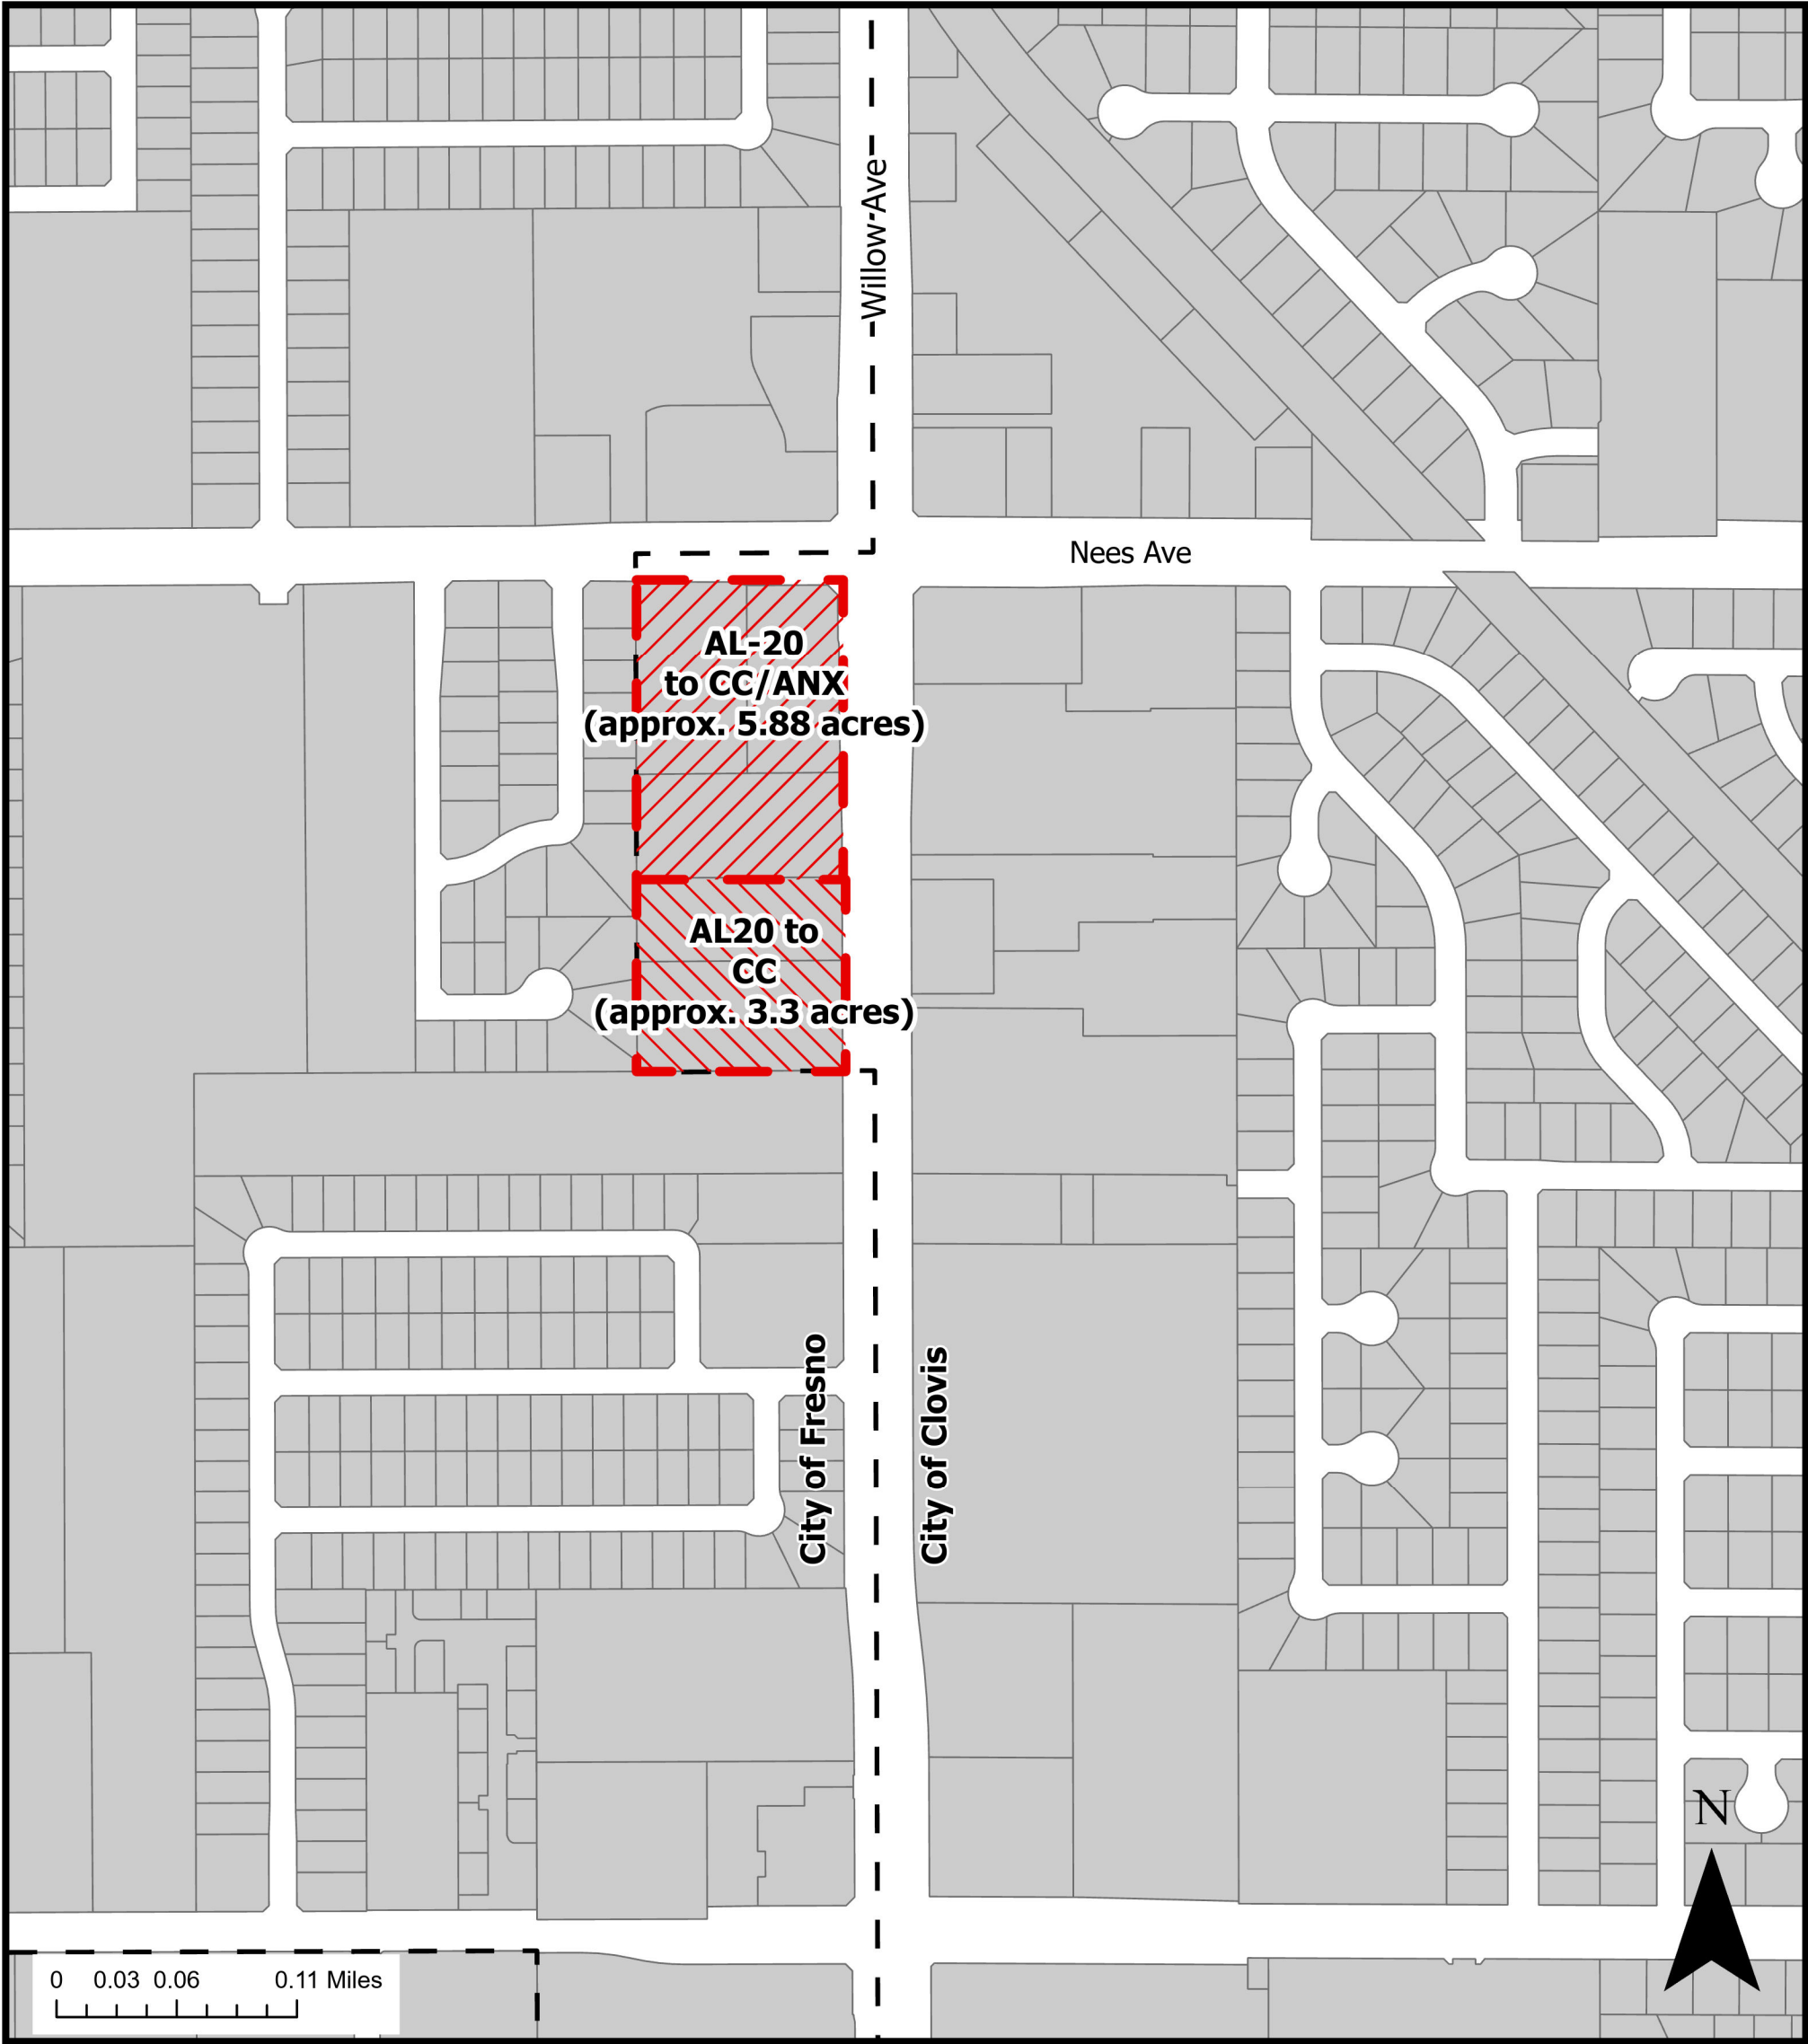 Willow Ave
Nees Ave
AL-20
to CC/ANX
(approx. 5.88 acres)
AL20 to
CC
(approx. 3.3 acres)
City of Fresno
City of Clovis
N
0 0.03 0.06 0.11 Miles